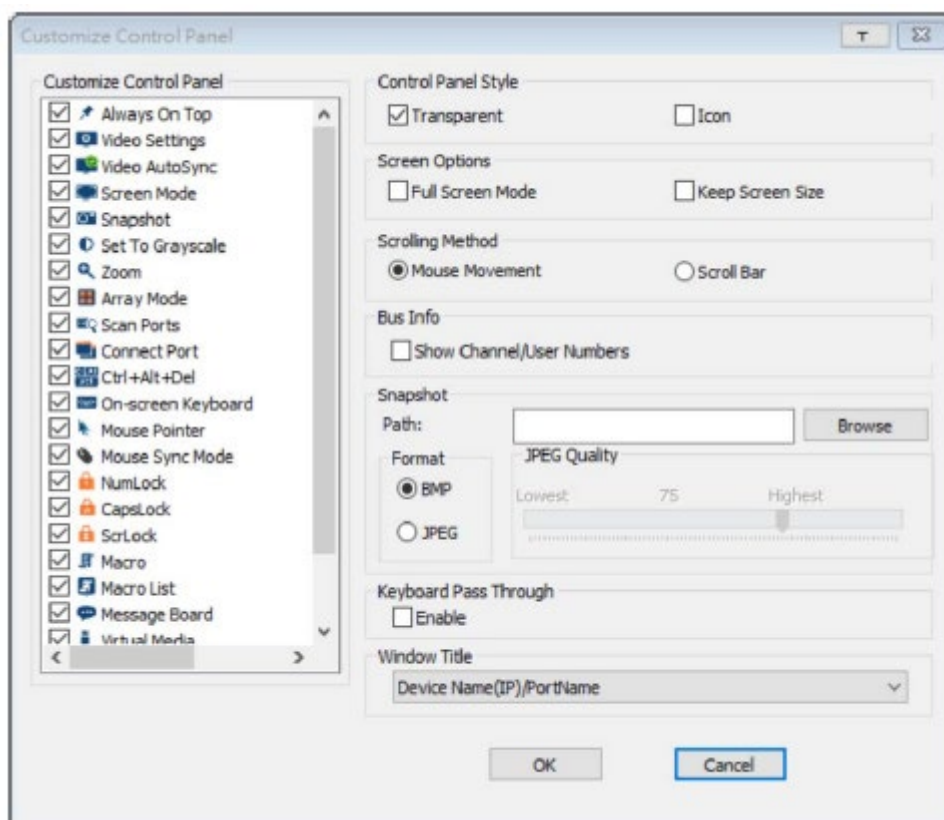 Customize Control Panel
T
Customize Control Panel
Always On Top
Video Settings
Video AutoSync
Screen Mode
Snapshot
Set To Grayscale
Zoom
Array Mode
Scan Ports
Connect Port
Ctrl+Alt+Del
On-screen Keyboard
Mouse Pointer
Mouse Sync Mode
NumLock
CapsLock
ScrLock
Macro
Macro List
Message Board
Virtual Media
Control Panel Style
Transparent Icon
Screen Options
Full Screen Mode Keep Screen Size
Scrolling Method
Mouse Movement Scroll Bar
Bus Info
Show Channel/User Numbers
Snapshot
Path: Browse
Format
BMP
JPEG
JPEG Quality
Lowest 75 Highest
Keyboard Pass Through
Enable
Window Title
Device Name(IP)/PortName
OK Cancel